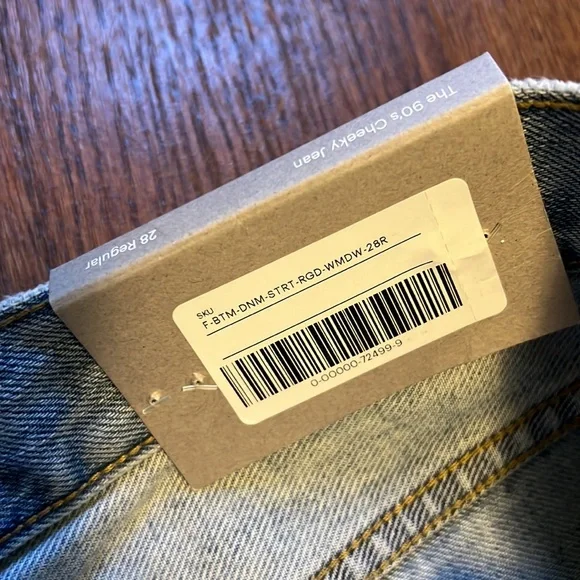 The 90's Cheeky Jean
28 Regular
SKU
F-BTM-DNM-STRT-RGD-WMDW-28R
0-00000-72499-9